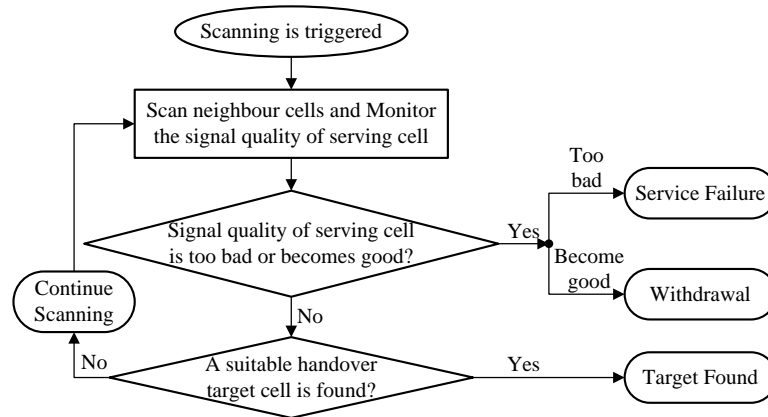 Scanning is triggered
Scan neighbour cells and Monitor
the signal quality of serving cell
Too
bad
Service Failure
Signal quality of serving cell
is too bad or becomes good?
Yes
Become
good
Withdrawal
Continue
Scanning
No
A suitable handover
target cell is found?
No
Yes
Target Found